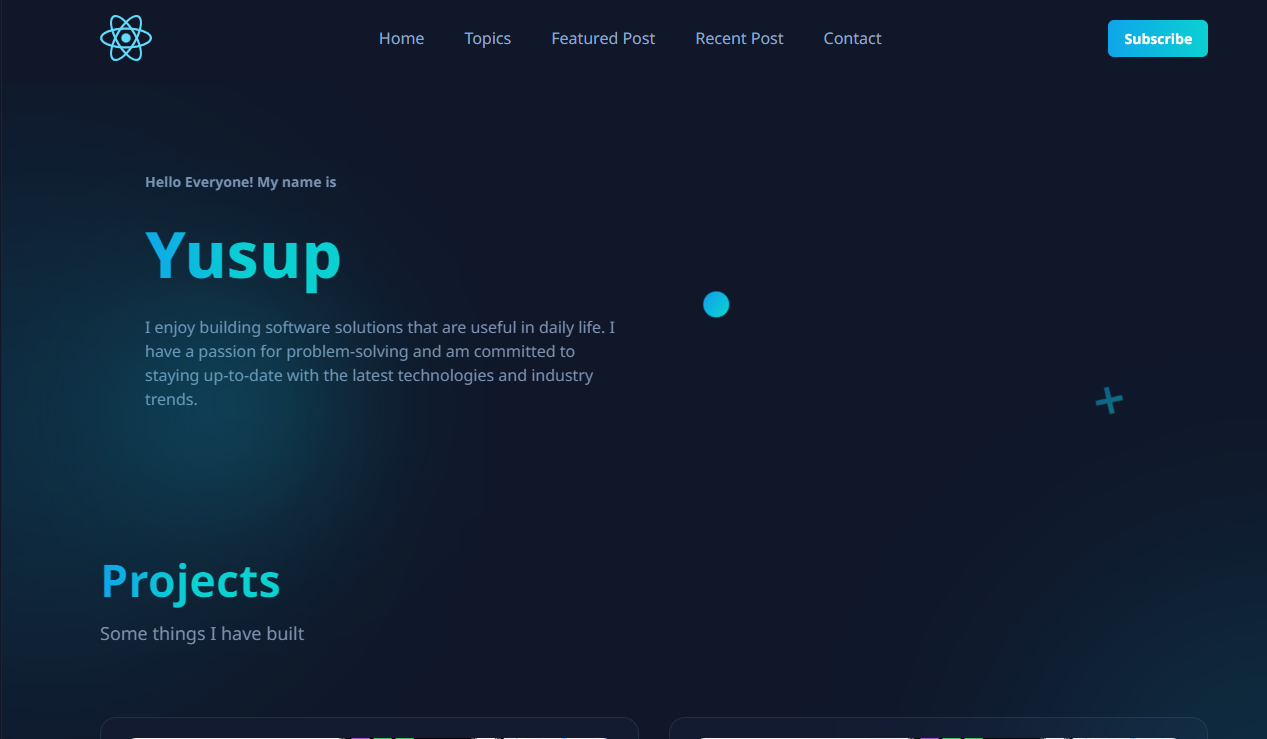 Home Topics Featured Post Recent Post Contact Subscribe
Hello Everyone! My name is
Yusup
I enjoy building software solutions that are useful in daily life. I
have a passion for problem-solving and am committed to
staying up-to-date with the latest technologies and industry
trends.
Projects
Some things I have built